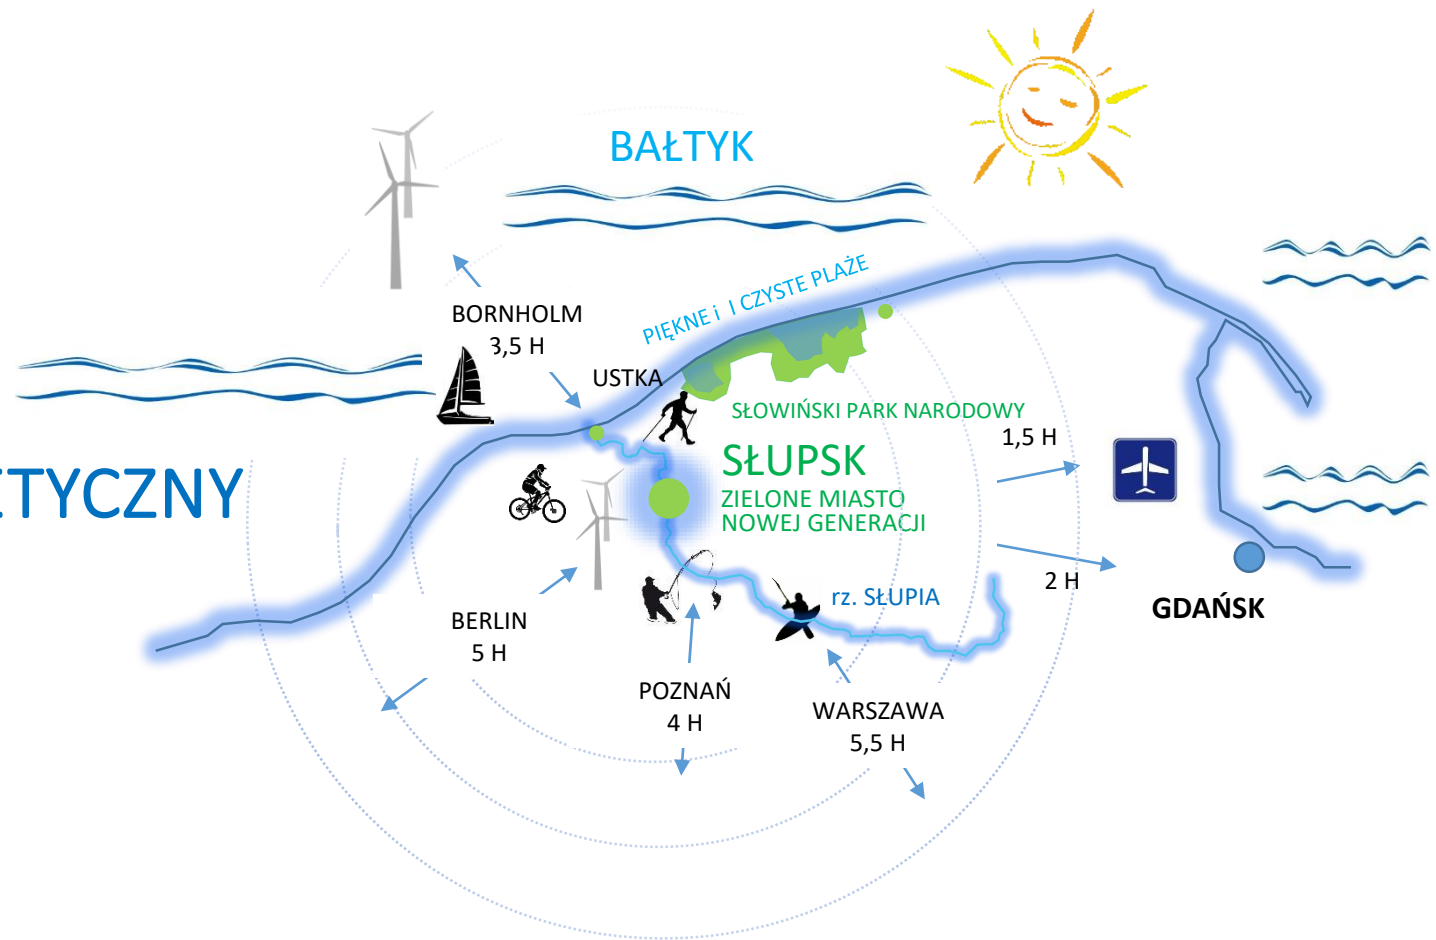 BAŁTYK
PIĘKNE i I CZYSTE PLAŻE
BORNHOLM
3,5 H
USTKA
SŁOWIŃSKI PARK NARODOWY
1,5 H
SŁUPSK
ZIELONE MIASTO
NOWEJ GENERACJI
ETYCZNY
2 H
rz. SŁUPIA
GDAŃSK
BERLIN
5 H
POZNAŃ
4 H
WARSZAWA
5,5 H